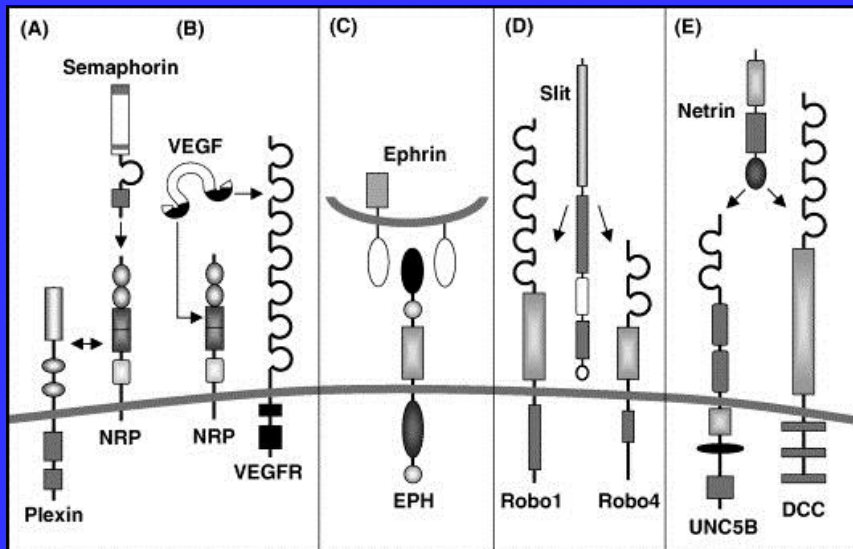 (A)
Semaphorin
NRP
Plexin
(B)
VEGF
NRP
VEGFR
(C)
Ephrin
EPH
(D)
Slit
Robo1
Robo4
(E)
Netrin
UNC5B
DCC